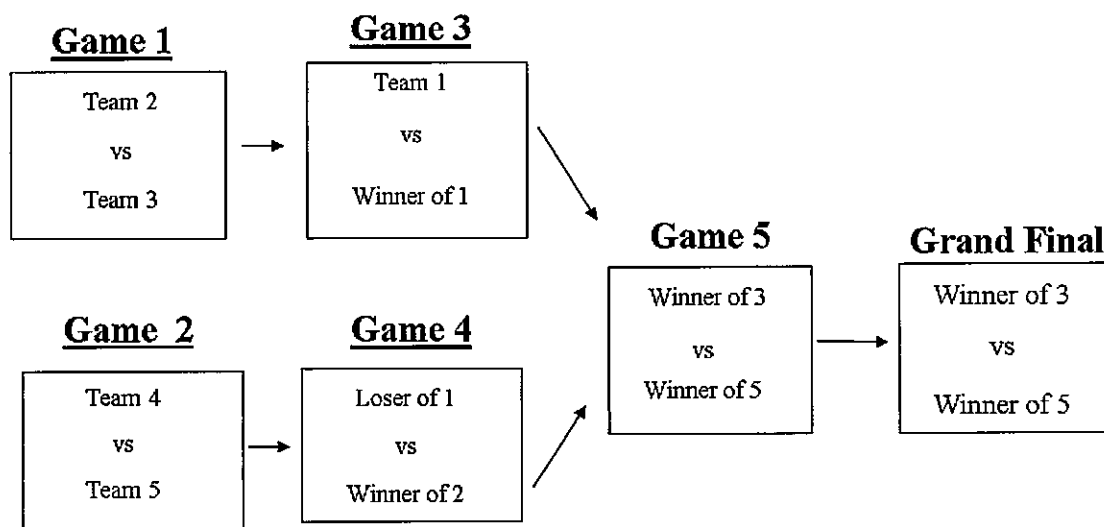 Game 1
Team 2
vs
Team 3
Game 3
Team 1
vs
Winner of 1
Game 2
Team 4
vs
Team 5
Game 4
Loser of 1
vs
Winner of 2
Game 5
Winner of 3
vs
Winner of 5
Grand Final
Winner of 3
vs
Winner of 5